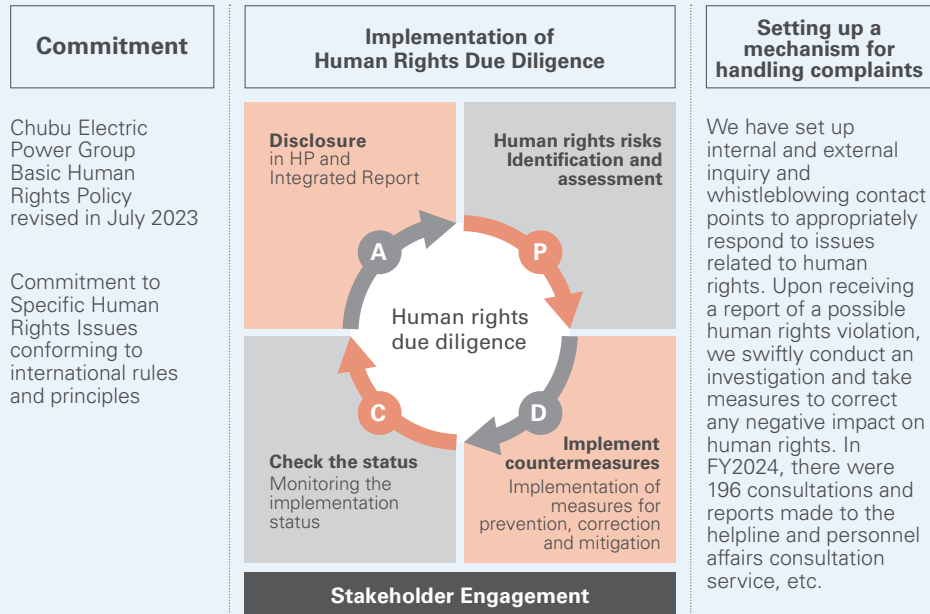 Commitment
Chubu Electric
Power Group
Basic Human
Rights Policy
revised in July 2023
Commitment to
Specific Human
Rights Issues
conforming to
international rules
and principles
Implementation of
Human Rights Due Diligence
Disclosure
in HP and
Integrated Report
Human rights risks
Identification and
assessment
A
P
Human rights
due diligence
C
D
Check the status
Monitoring the
implementation
status
Implement
countermeasures
Implementation of
measures for
prevention, correction
and mitigation
Stakeholder Engagement
Setting up a
mechanism for
handling complaints
We have set up
internal and external
inquiry and
whistleblowing contact
points to appropriately
respond to issues
related to human
rights. Upon receiving
a report of a possible
human rights violation,
we swiftly conduct an
investigation and take
measures to correct
any negative impact on
human rights. In
FY2024, there were
196 consultations and
reports made to the
helpline and personnel
affairs consultation
service, etc.